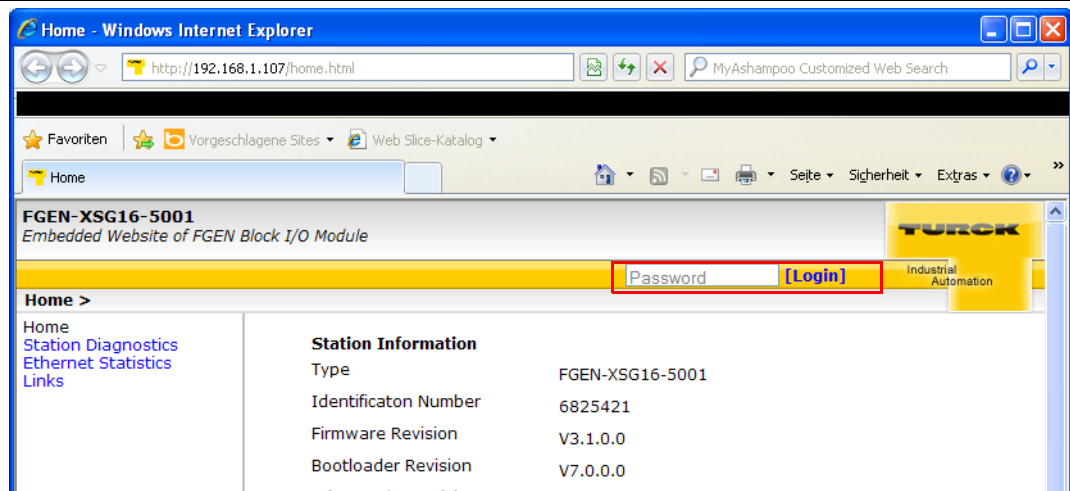 Home - Windows Internet Explorer
http://192.168.1.107/home.html
MyAshampoo Customized Web Search
Favoriten
Vorgeschlagene Sites
Web Slice-Katalog
Home
Seite
Sicherheit
Extras
»
FGEN-XSG16-5001
Embedded Website of FGEN Block I/O Module
TURCK
Password
[Login]
Industrial
Automation
Home >
Home
Station Diagnostics
Ethernet Statistics
Links
Station Information
Type FGEN-XSG16-5001
Identificaton Number 6825421
Firmware Revision V3.1.0.0
Bootloader Revision V7.0.0.0